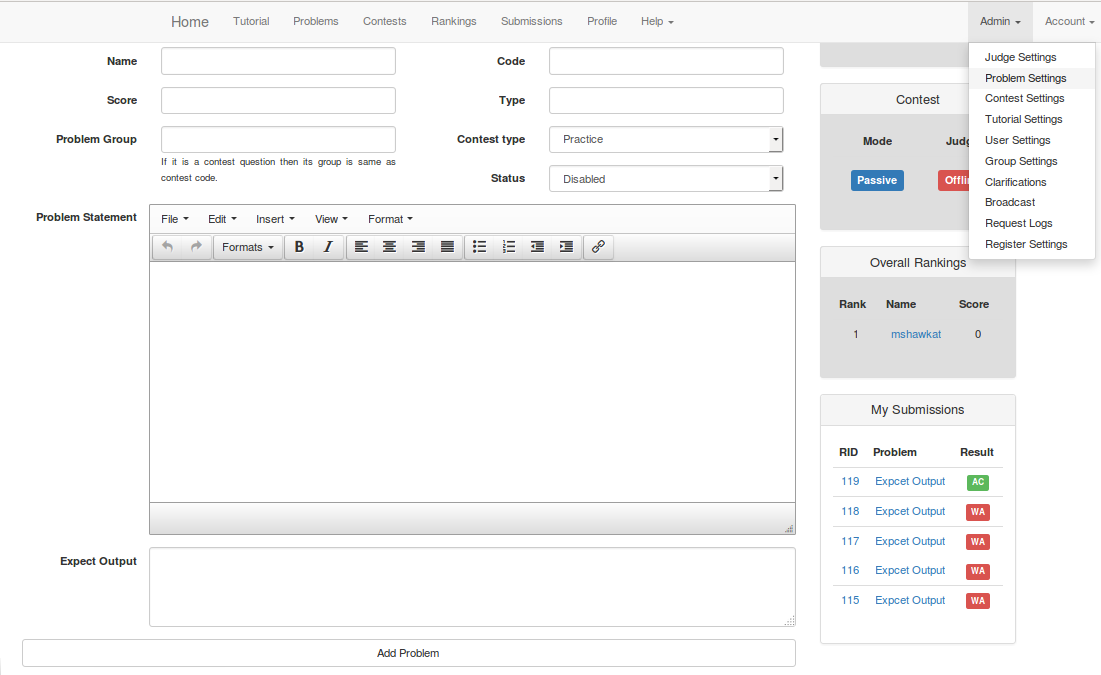 Home Tutorial Problems Contests Rankings Submissions Profile Help Admin Account
Name
Code
Score
Type
Problem Group
If it is a contest question then its group is same as
contest code.
Contest type Practice
Status Disabled
Problem Statement
File Edit Insert View Format
Formats B I
Expect Output
Add Problem
Judge Settings
Problem Settings
Contest Settings
Tutorial Settings
User Settings
Group Settings
Clarifications
Broadcast
Request Logs
Register Settings
Contest
Mode
Passive
Overall Rankings
Rank Name Score
1 mshawkat 0
My Submissions
RID Problem Result
119 Expcet Output AC
118 Expcet Output WA
117 Expcet Output WA
116 Expcet Output WA
115 Expcet Output WA